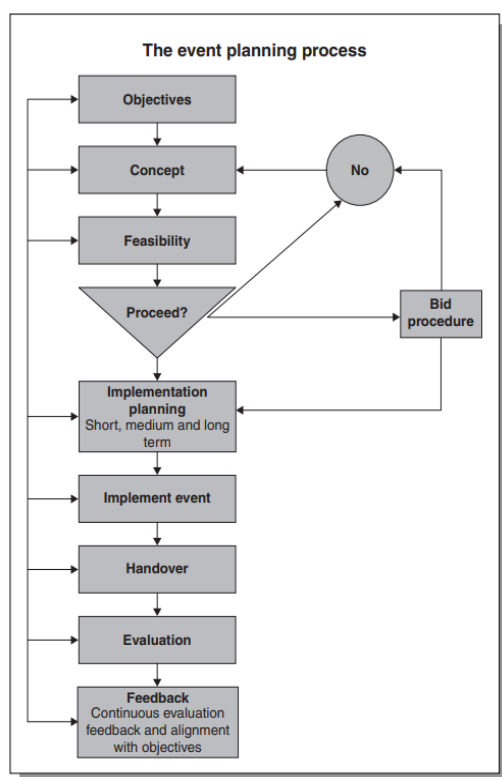 The event planning process
Objectives
Concept
No
Feasibility
Proceed?
Bid
procedure
Implementation
planning
Short, medium and long
term
Implement event
Handover
Evaluation
Feedback
Continuous evaluation
feedback and alignment
with objectives